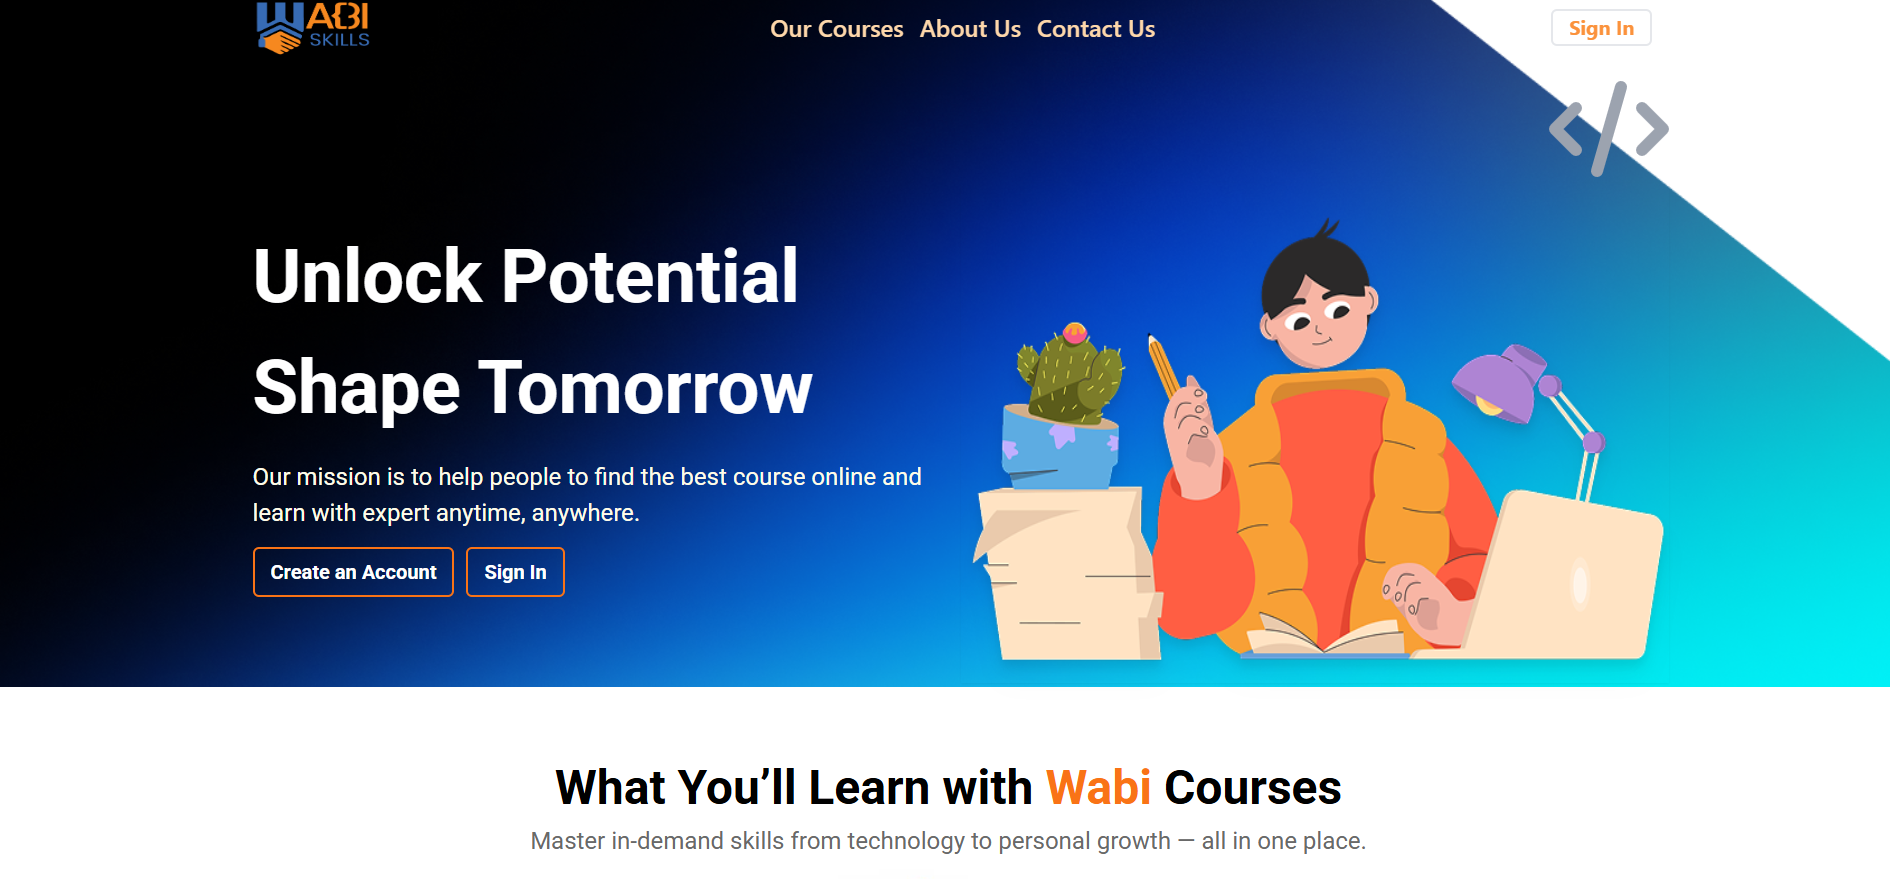 WABI
SKILLS
Our Courses About Us Contact Us
Sign In
</>
Unlock Potential
Shape Tomorrow
Our mission is to help people to find the best course online and
learn with expert anytime, anywhere.
Create an Account Sign In
What You’ll Learn with Wabi Courses
Master in-demand skills from technology to personal growth — all in one place.